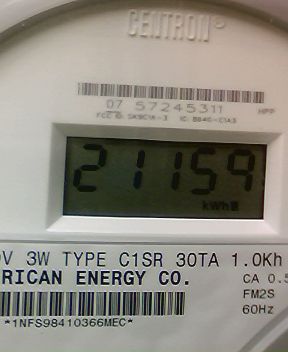 CENTRON®
07 57245311
FCC ID: SK9C1A-3 IC: 864G-C1A3 HPP
21159
kWh
V 3W TYPE C1SR 30TA 1.0Kh
RICAN ENERGY CO.
CA 0.5
FM2S
60Hz
*1NFS98410366MEC*